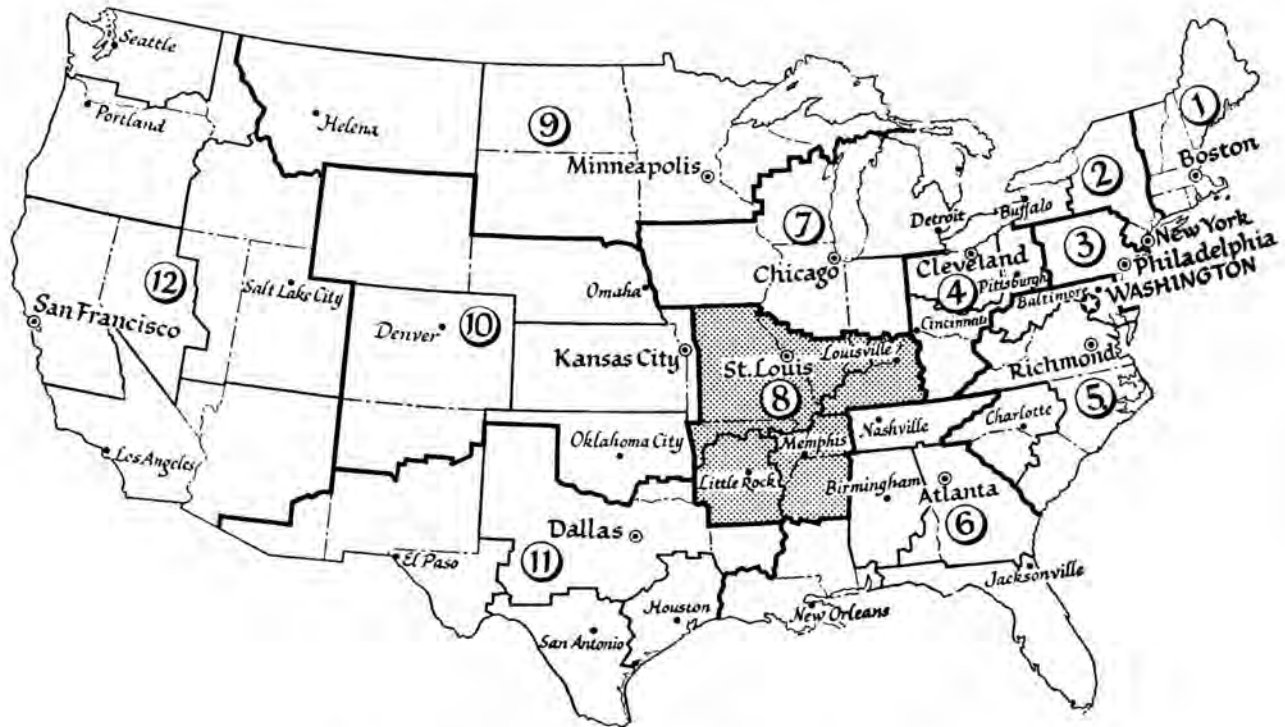 Seattle
Portland
Helena
9
Minneapolis
1
Boston
2
Buffalo
Detroit
7
Chicago
3
New York
Philadelphia
Cleveland
Pittsburgh
4
Baltimore
WASHINGTON
Cincinnati
12
Salt Lake City
San Francisco
Omaha
Denver
10
Kansas City
St. Louis
Louisville
8
Richmond
5
Los Angeles
Oklahoma City
Memphis
Nashville
Charlotte
Little Rock
Birmingham
Atlanta
6
Dallas
11
El Paso
Houston
San Antonio
New Orleans
Jacksonville